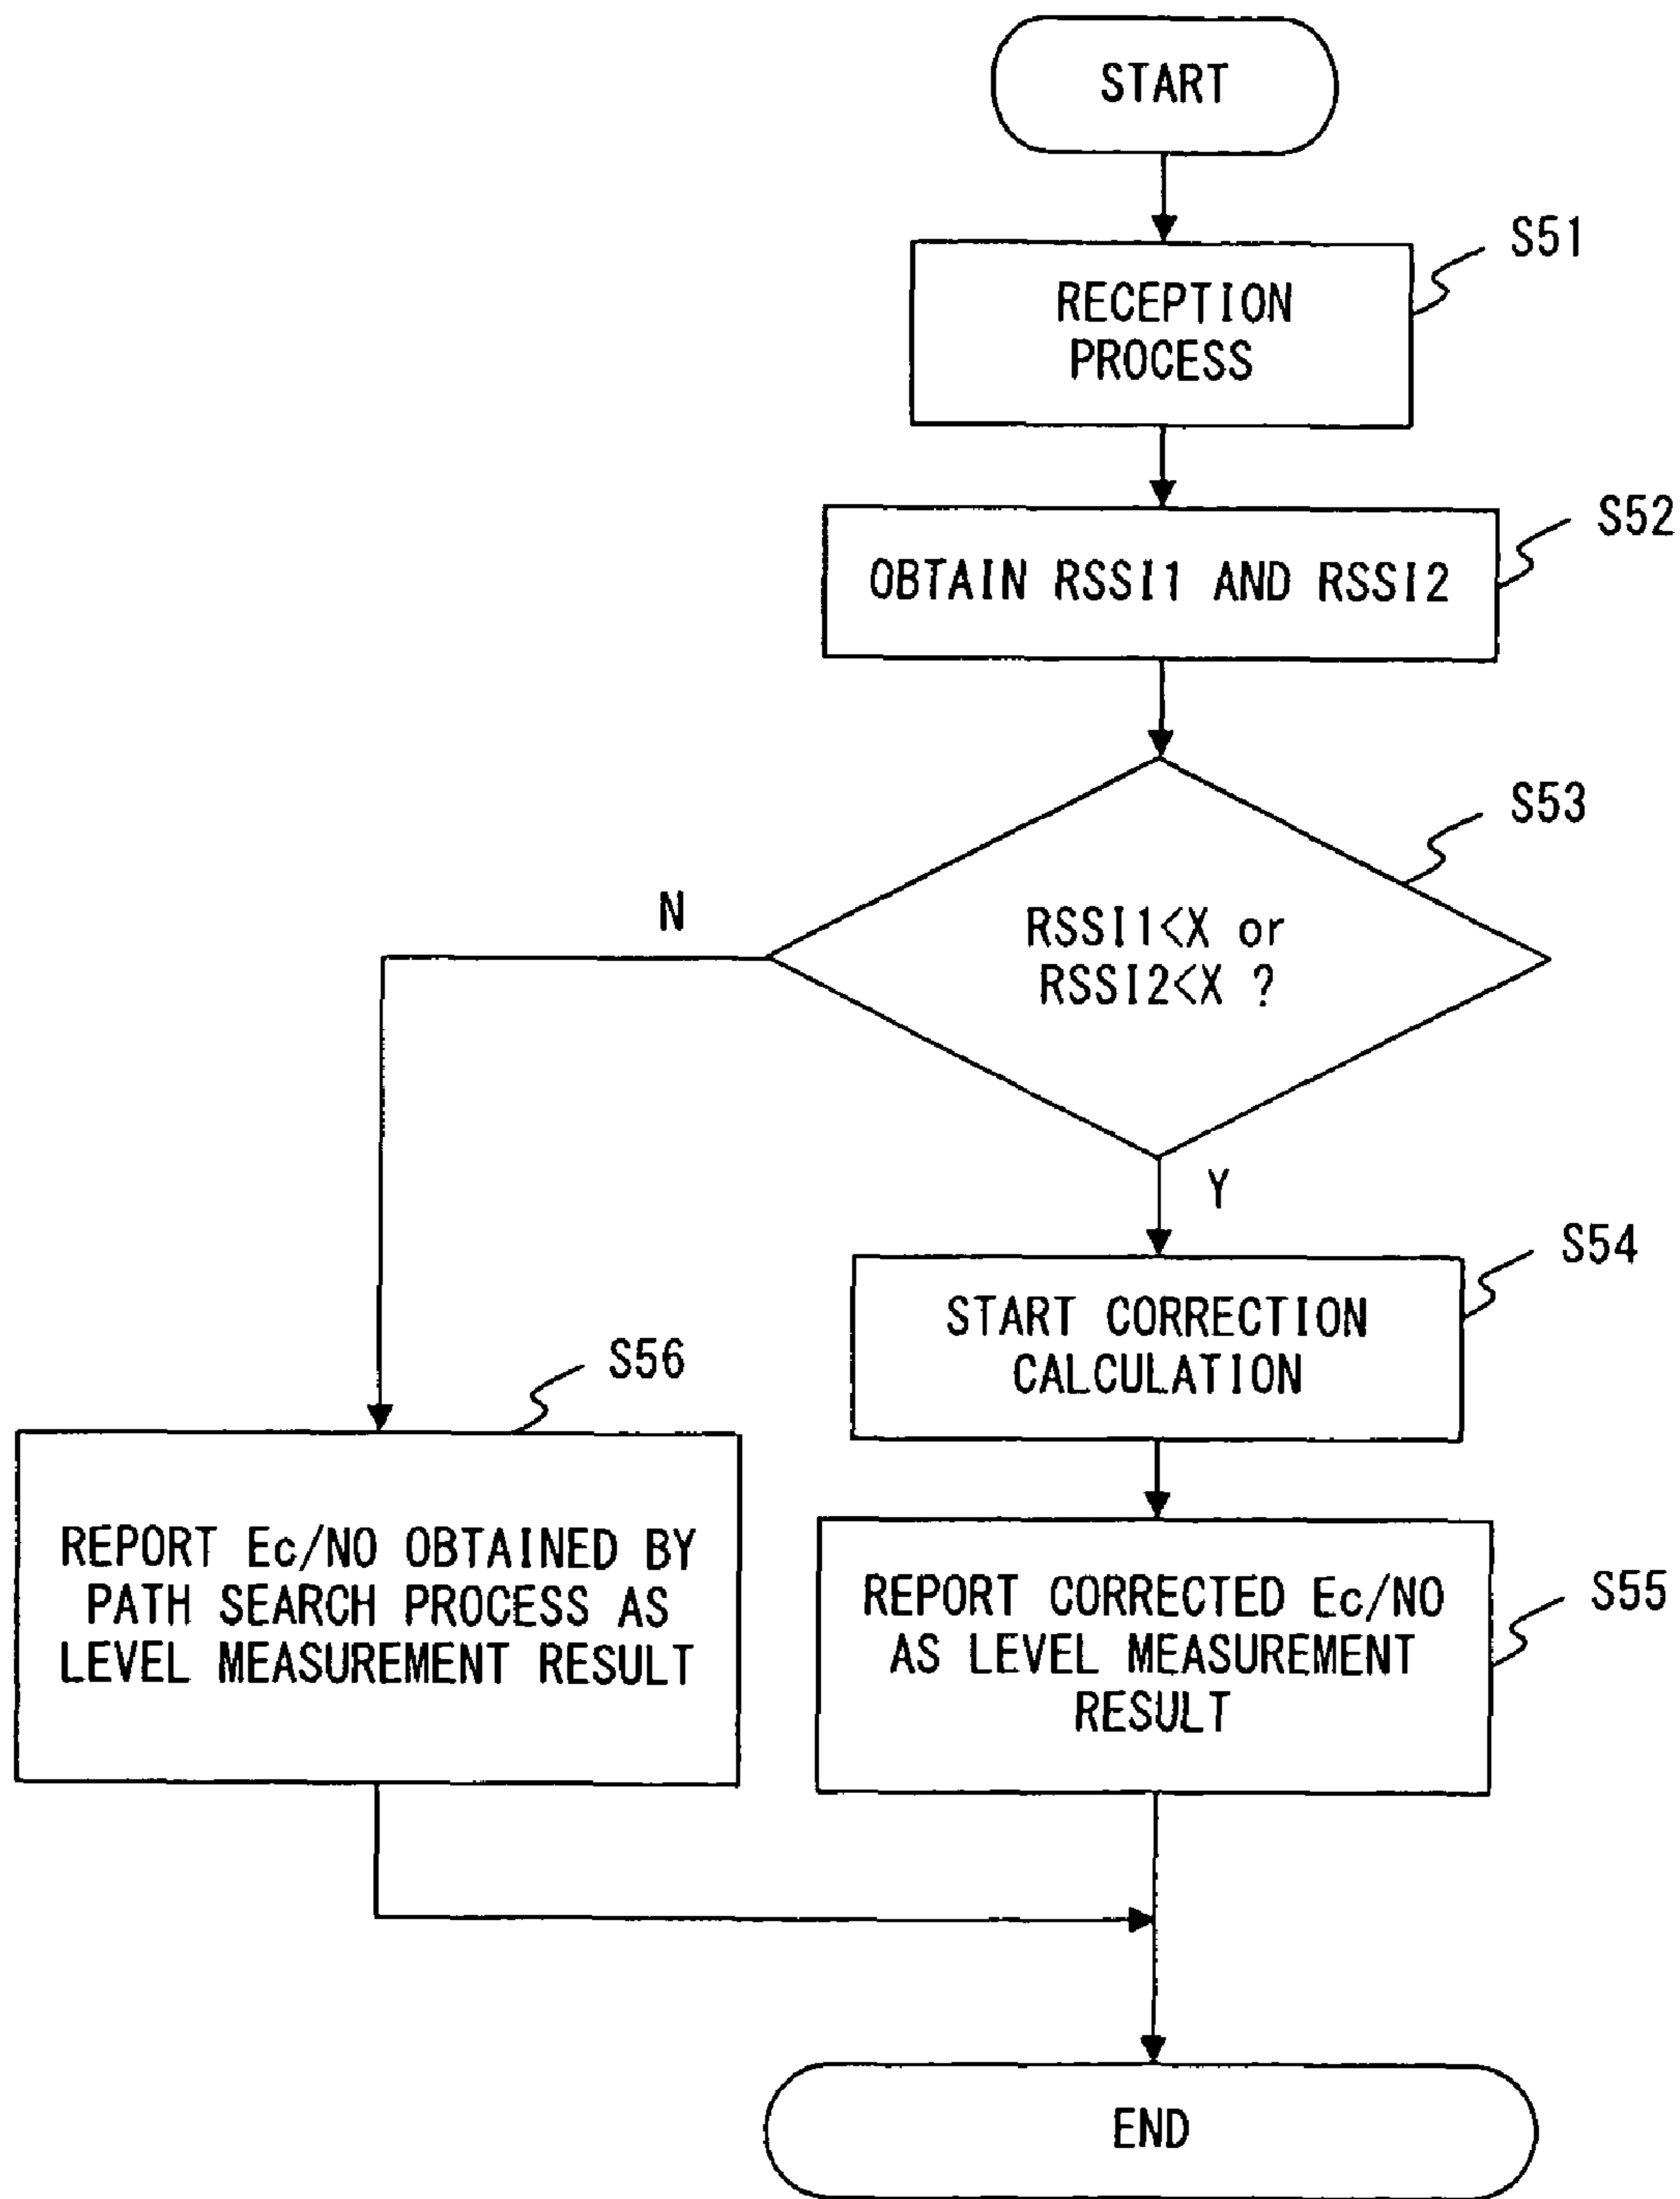 START
S51
RECEPTION
PROCESS
S52
OBTAIN RSSI1 AND RSSI2
S53
RSSI1<X or
RSSI2<X ?
N
Y
S54
START CORRECTION
CALCULATION
S56
REPORT Ec/NO OBTAINED BY
PATH SEARCH PROCESS AS
LEVEL MEASUREMENT RESULT
S55
REPORT CORRECTED Ec/NO
AS LEVEL MEASUREMENT
RESULT
END